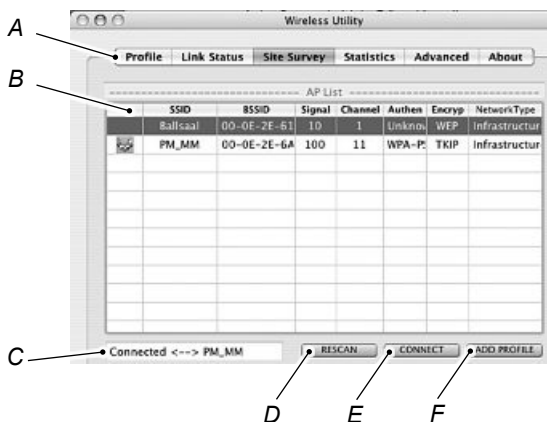 Wireless Utility
A
Profile Link Status Site Survey Statistics Advanced About
B
AP List
SSID BSSID Signal Channel Authen Encryp NetworkType
Ballsaal 00-0E-2E-61 10 1 Unknov WEP Infrastructur
PM_MM 00-0E-2E-6A 100 11 WPA-P: TKIP Infrastructur
C
Connected <--> PM_MM RESCAN CONNECT ADD PROFILE
D E F